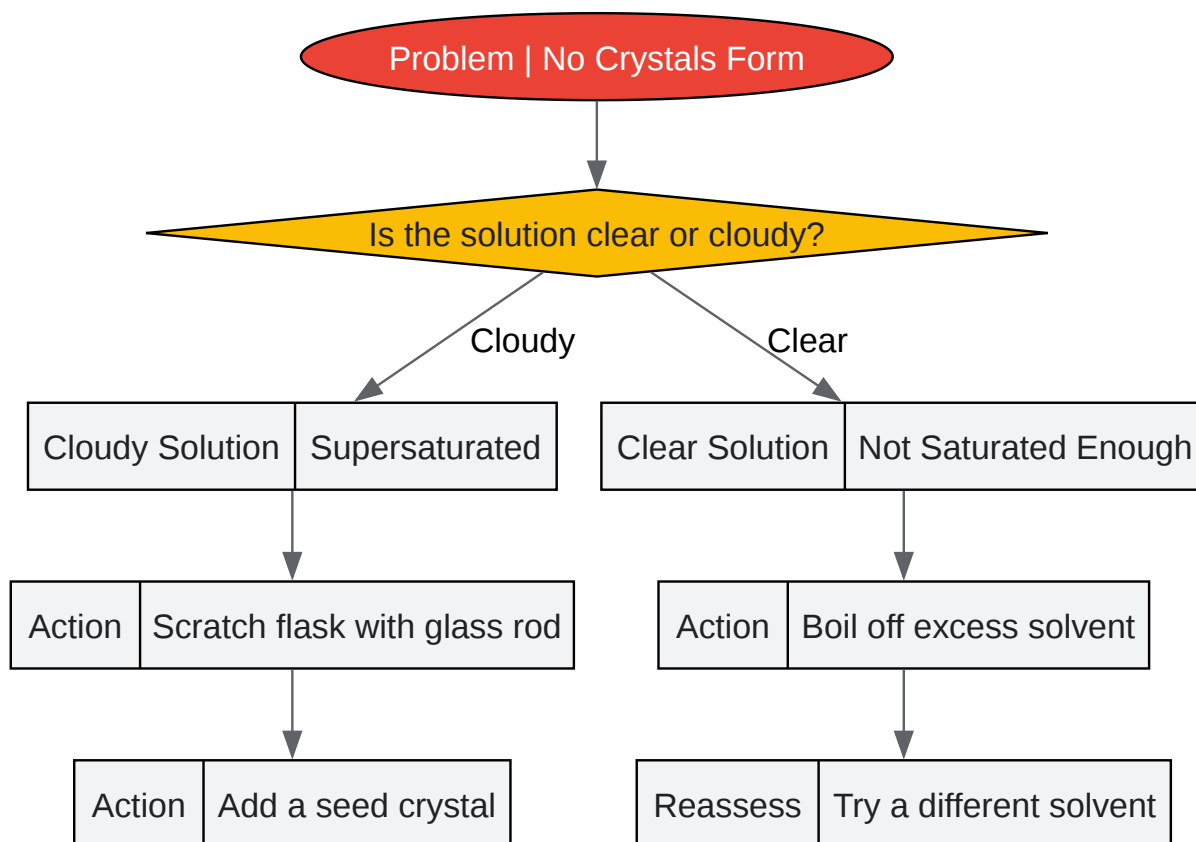 Problem | No Crystals Form
Is the solution clear or cloudy?
Cloudy
Clear
Cloudy Solution
Supersaturated
Clear Solution
Not Saturated Enough
Action
Scratch flask with glass rod
Action
Boil off excess solvent
Action
Add a seed crystal
Reassess
Try a different solvent